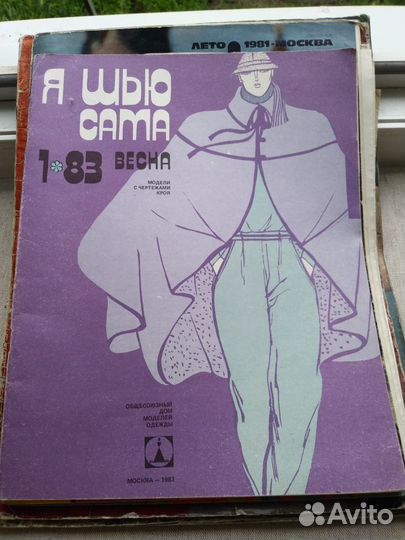 ЛЕТО 1981 · МОСКВА
Я ШЬЮ
САМА
1*83 ВЕСНА
МОДЕЛИ
С ЧЕРТЕЖАМИ
КРОЯ
ОБЩЕСОЮЗНЫЙ
ДОМ
МОДЕЛЕЙ
ОДЕЖДЫ
МОСКВА — 1983
Avito